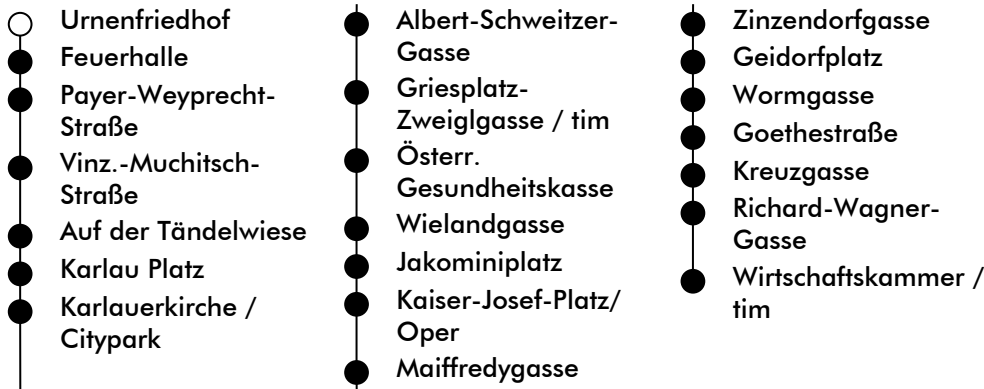 Urnenfriedhof
Feuerhalle
Payer-Weyprecht-
Straße
Vinz.-Muchitsch-
Straße
Auf der Tändelwiese
Karlau Platz
Karlauerkirche /
Citypark
Albert-Schweitzer-
Gasse
Griesplatz-
Zweiglgasse / tim
Österr.
Gesundheitskasse
Wielandgasse
Jakominiplatz
Kaiser-Josef-Platz/
Oper
Maiffredygasse
Zinzendorfgasse
Geidorfplatz
Wormgasse
Goethestraße
Kreuzgasse
Richard-Wagner-
Gasse
Wirtschaftskammer /
tim